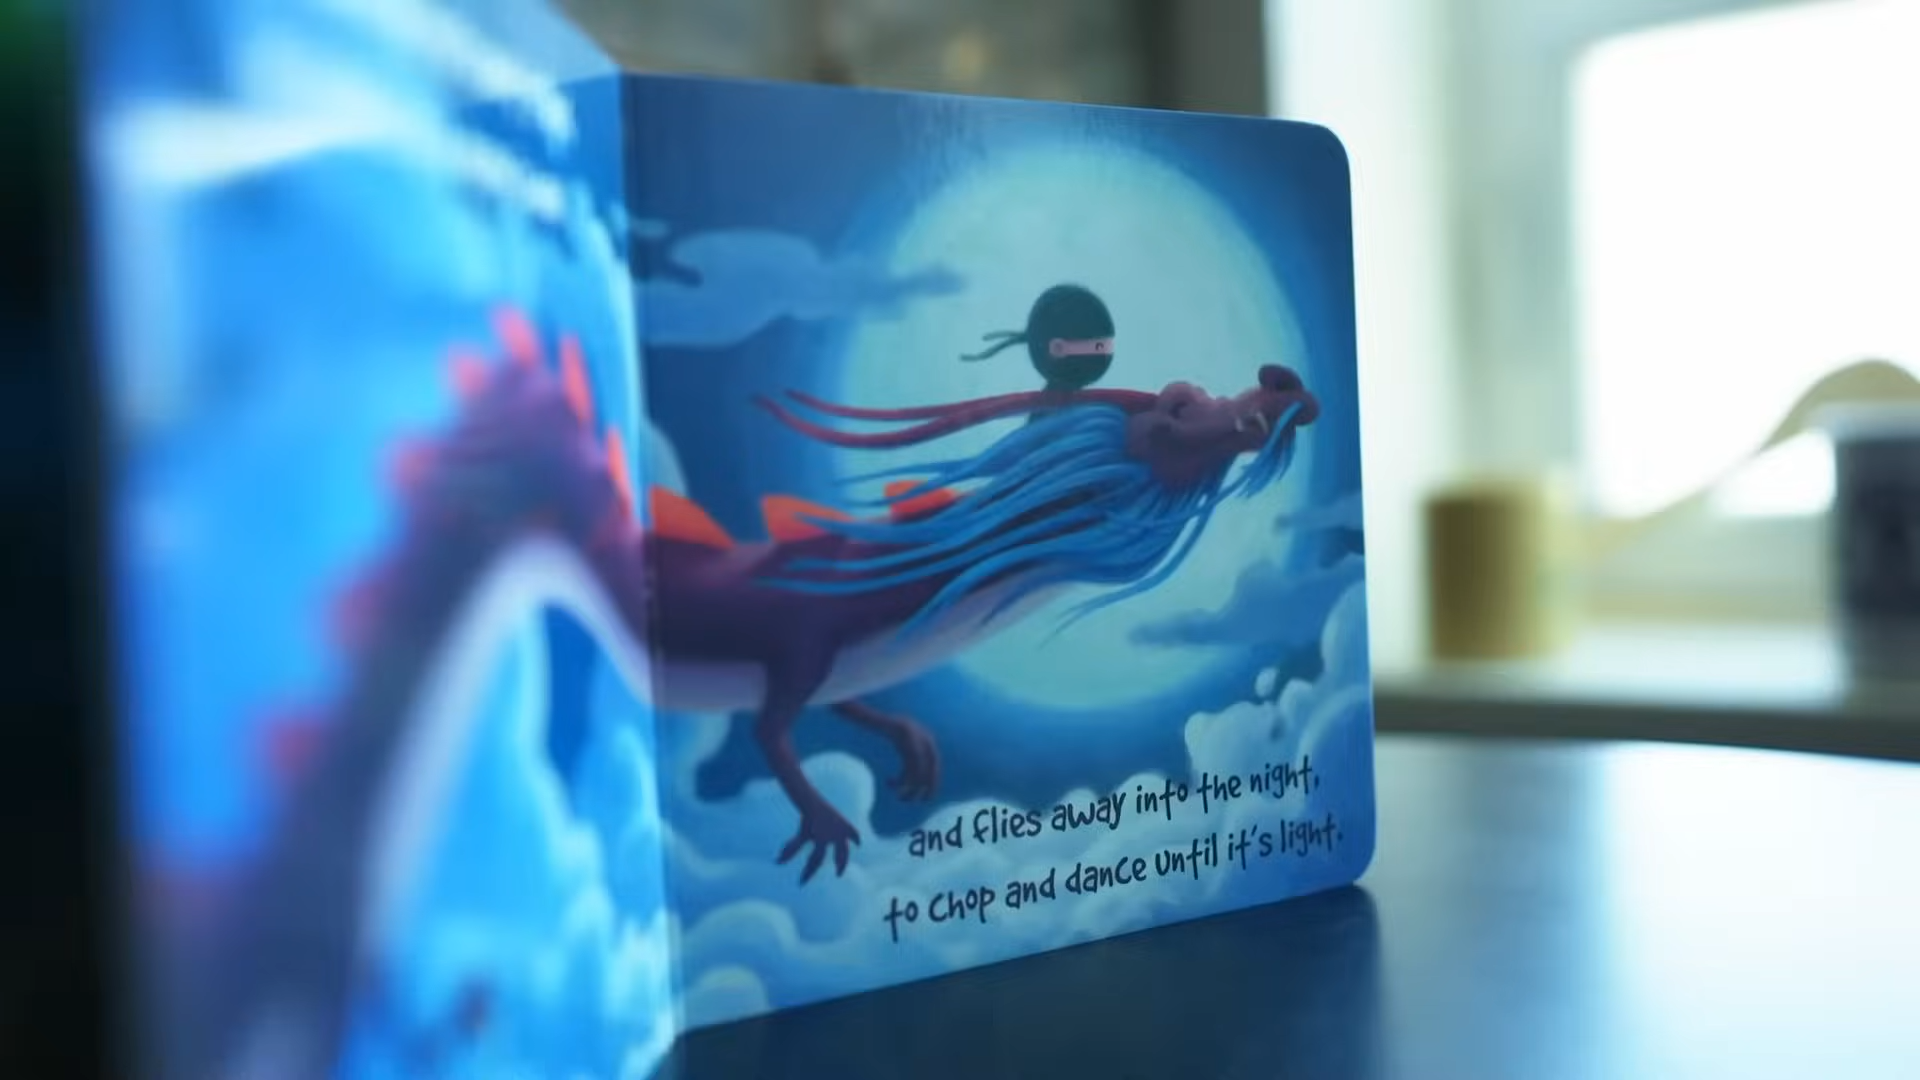 and flies away into the night,
to chop and dance until it's light.